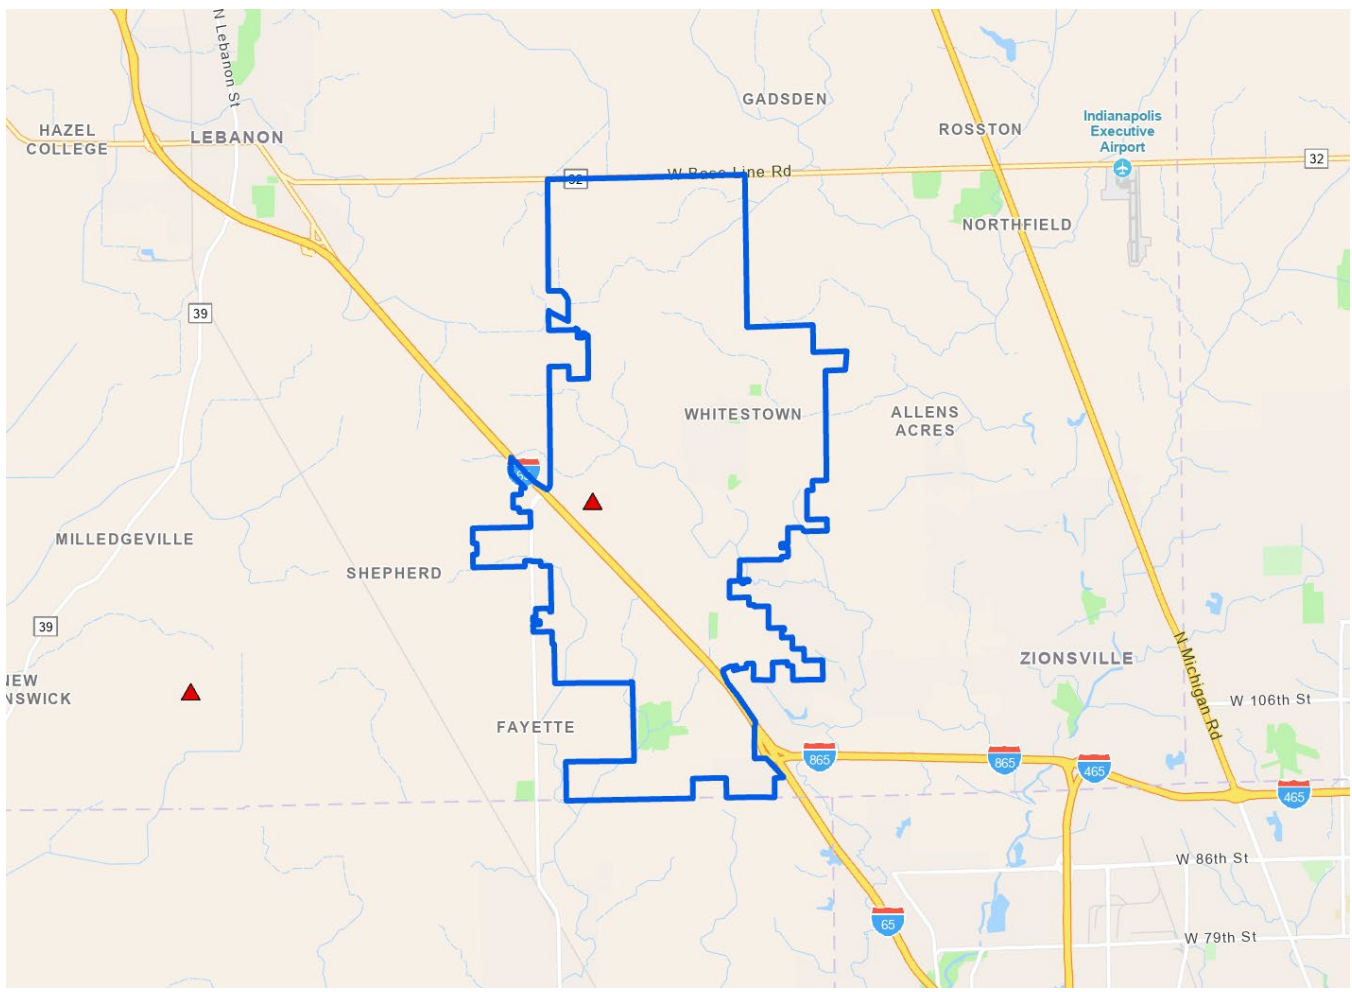 N Lebanon St
HAZEL
COLLEGE
LEBANON
GADSDEN
ROSSTON
Indianapolis
Executive
Airport
32
W Base Line Rd
32
NORTHFIELD
39
WHITESTOWN
ALLENS
ACRES
MILLEDGEVILLE
SHEPHERD
39
ZIONSVILLE
NEW
NSWICK
N Michigan Rd
W 106th St
FAYETTE
865
865
465
465
W 86th St
65
W 79th St